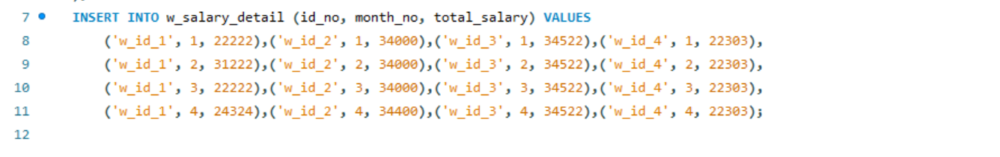 7 INSERT INTO w_salary_detail (id_no, month_no, total_salary) VALUES
8 ('w_id_1', 1, 22222),('w_id_2', 1, 34000),('w_id_3', 1, 34522),('w_id_4', 1, 22303),
9 ('w_id_1', 2, 31222),('w_id_2', 2, 34000),('w_id_3', 2, 34522),('w_id_4', 2, 22303),
10 ('w_id_1', 3, 22222),('w_id_2', 3, 34000),('w_id_3', 3, 34522),('w_id_4', 3, 22303),
11 ('w_id_1', 4, 24324),('w_id_2', 4, 34400),('w_id_3', 4, 34522),('w_id_4', 4, 22303);
12